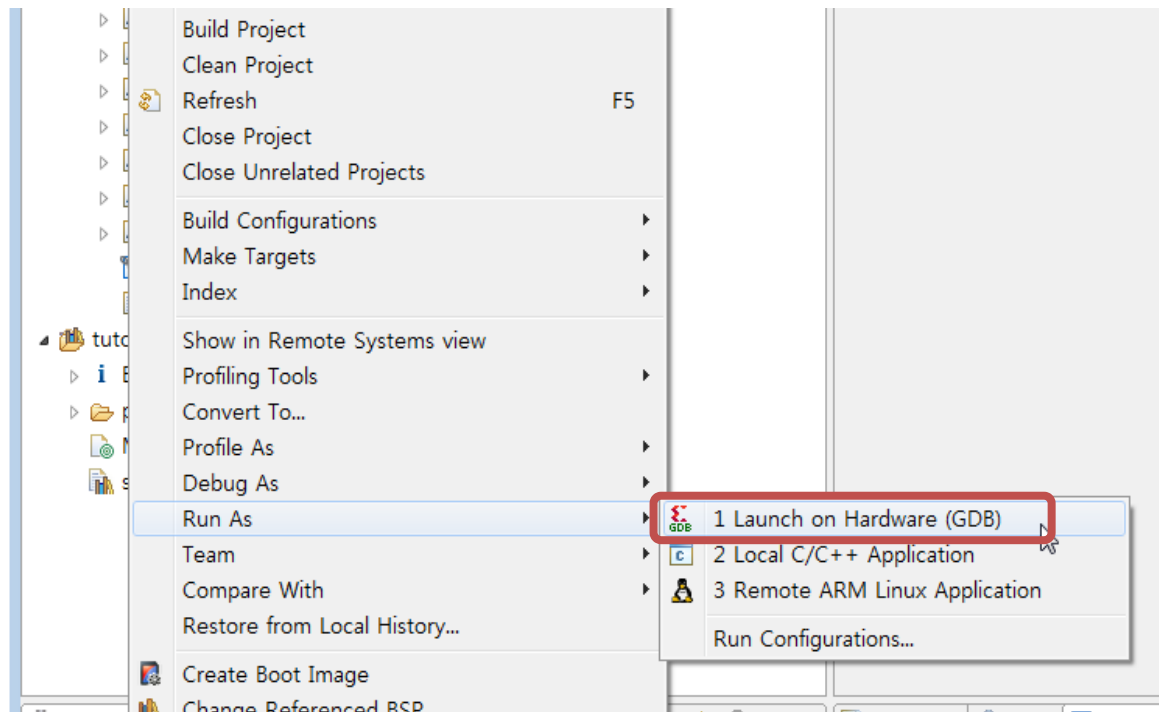 Build Project
Clean Project
Refresh F5
Close Project
Close Unrelated Projects
Build Configurations
Make Targets
Index
tuto
Show in Remote Systems view
i
Profiling Tools
Convert To...
Profile As
Debug As
s
Run As
GDB 1 Launch on Hardware (GDB)
Team
c 2 Local C/C++ Application
Compare With
3 Remote ARM Linux Application
Restore from Local History...
Run Configurations...
Create Boot Image
Change Referenced BSP